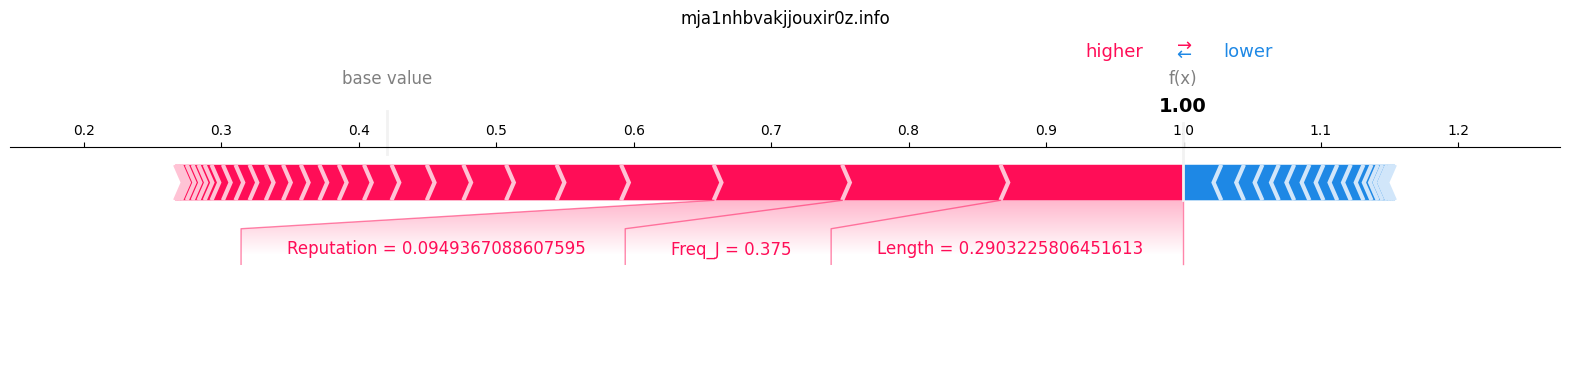 mja1nhbvakjjouxir0z.info
higher ⇄ lower
base value f(x)
1.00
0.2 0.3 0.4 0.5 0.6 0.7 0.8 0.9 1.0 1.1 1.2
Reputation = 0.0949367088607595 Freq_J = 0.375 Length = 0.2903225806451613